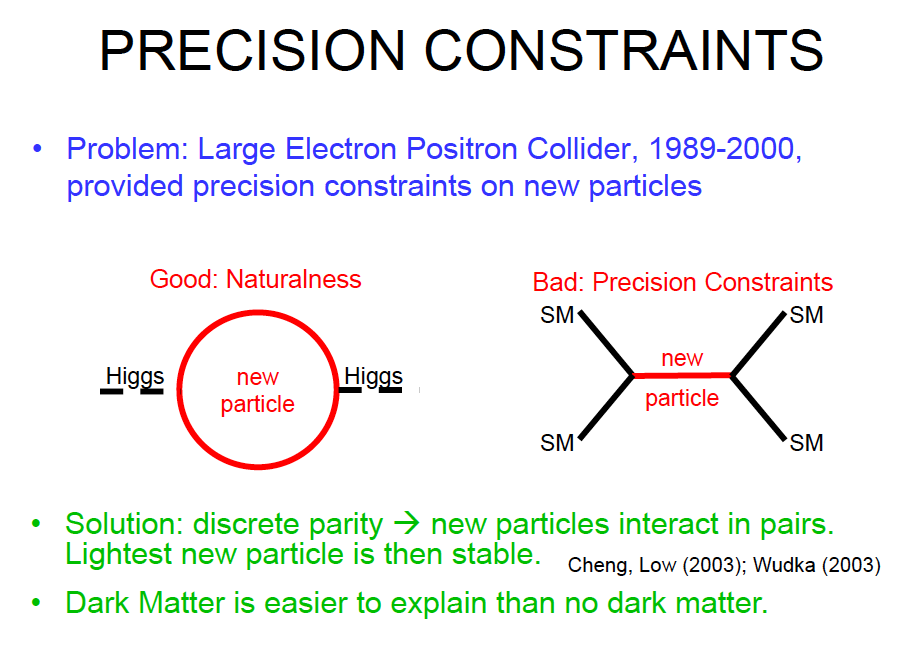 PRECISION CONSTRAINTS
• Problem: Large Electron Positron Collider, 1989-2000,
provided precision constraints on new particles
Good: Naturalness
Higgs
new
particle
Higgs
Bad: Precision Constraints
SM
SM
new
particle
SM
SM
• Solution: discrete parity → new particles interact in pairs.
Lightest new particle is then stable.
Cheng, Low (2003); Wudka (2003)
• Dark Matter is easier to explain than no dark matter.